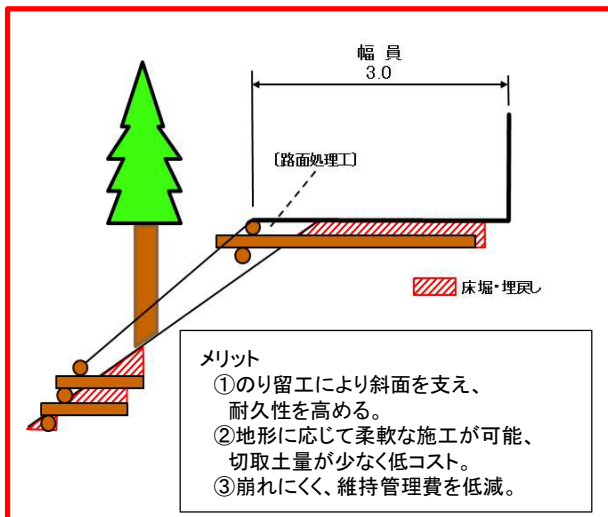 幅員
3.0
〔路面処理工〕
床堀・埋戻し
メリット
①のり留工により斜面を支え、
耐久性を高める。
②地形に応じて柔軟な施工が可能、
切取土量が少なく低コスト。
③崩れにくく、維持管理費を低減。